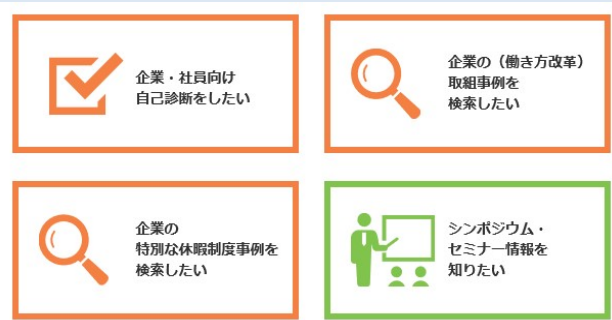 企業・社員向け
自己診断をしたい
企業の（働き方改革）
取組事例を
検索したい
企業の
特別な休暇制度事例を
検索したい
シンポジウム・
セミナー情報を
知りたい